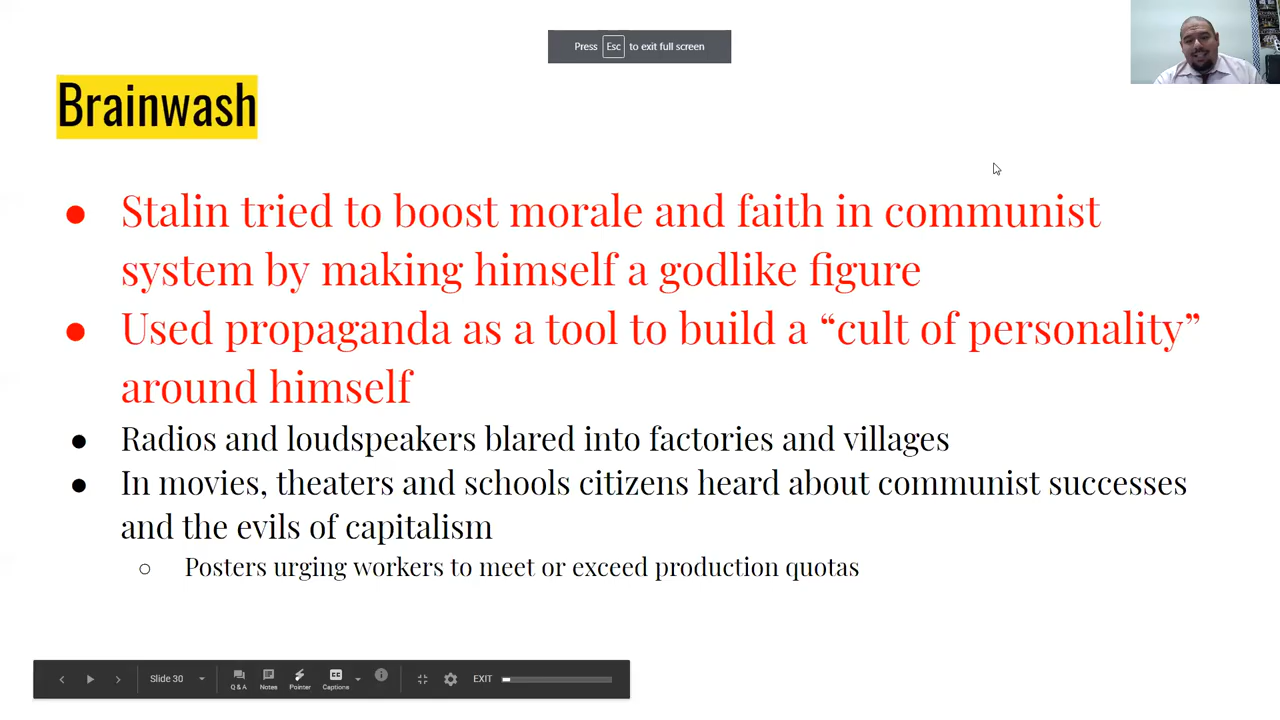 Press Esc to exit full screen
Brainwash
● Stalin tried to boost morale and faith in communist
system by making himself a godlike figure
● Used propaganda as a tool to build a “cult of personality”
around himself
● Radios and loudspeakers blared into factories and villages
● In movies, theaters and schools citizens heard about communist successes
and the evils of capitalism
○ Posters urging workers to meet or exceed production quotas
Slide 30 Q & A Notes Pointer CC Captions EXIT